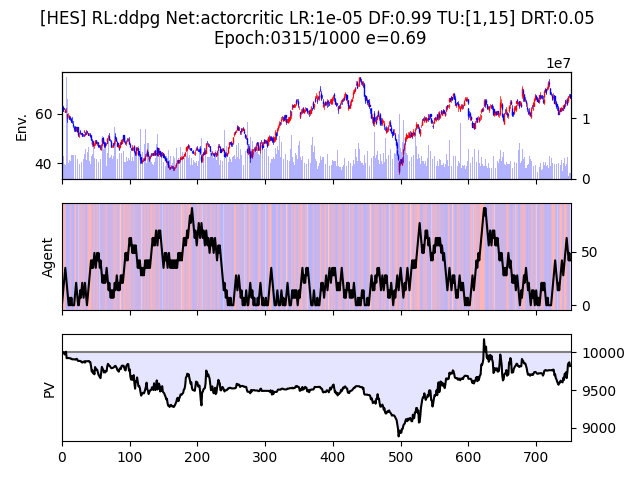 [HES] RL:ddpg Net:actorcritic LR:1e-05 DF:0.99 TU:[1,15] DRT:0.05
Epoch:0315/1000 e=0.69
1e7
60
40
Env.
1
0
Agent
50
0
PV
10000
9500
9000
0 100 200 300 400 500 600 700